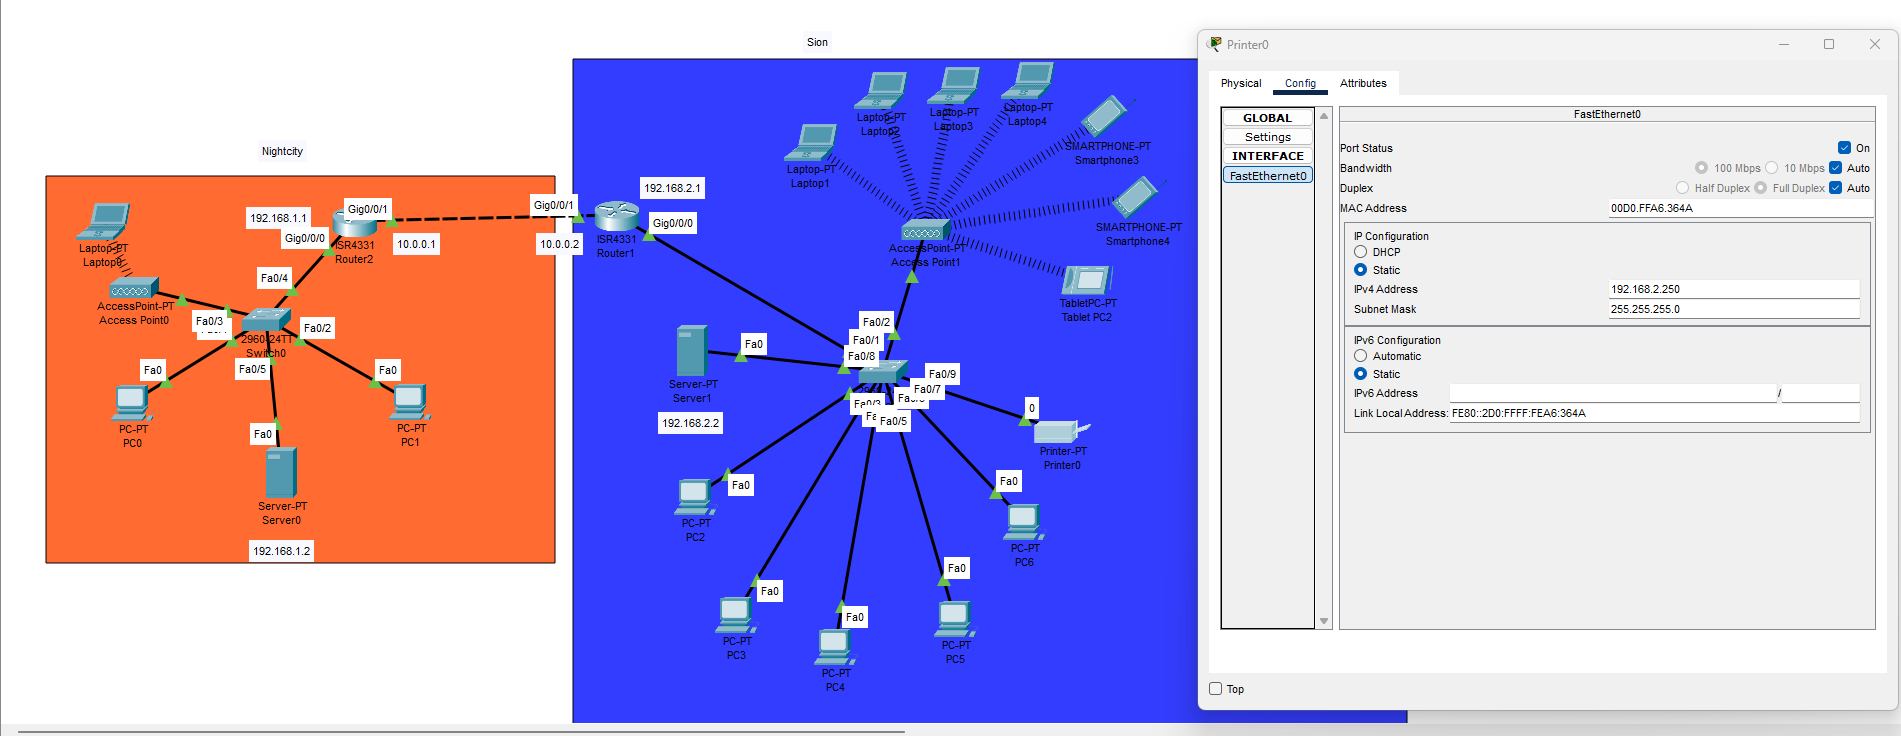 Sion
Nightcity
Laptop-PT
Laptop0
AccessPoint-PT
Access Point0
192.168.1.1
Gig0/0/1
Gig0/0/0
ISR4331
Router2
10.0.0.1
Fa0/4
Fa0/3
Fa0/2
2960-24TT
Switch0
Fa0/5
Fa0
PC-PT
PC0
Fa0
PC-PT
PC1
Fa0
Server-PT
Server0
192.168.1.2
Gig0/0/1
10.0.0.2
192.168.2.1
Gig0/0/0
ISR4331
Router1
Laptop-PT
Laptop1
Laptop-PT
Laptop2
Laptop-PT
Laptop3
Laptop-PT
Laptop4
SMARTPHONE-PT
Smartphone3
SMARTPHONE-PT
Smartphone4
AccessPoint-PT
Access Point1
TabletPC-PT
Tablet PC2
Fa0/2
Fa0/1
Fa0/8
Fa0/9
Fa0/7
Fa0/3
Fa0/5
Fa0
Server-PT
Server1
192.168.2.2
0
Printer-PT
Printer0
Fa0
PC-PT
PC2
Fa0
PC-PT
PC3
Fa0
PC-PT
PC4
Fa0
PC-PT
PC5
Fa0
PC-PT
PC6
Printer0
Physical Config Attributes
GLOBAL
Settings
INTERFACE
FastEthernet0
FastEthernet0
Port Status On
Bandwidth 100 Mbps 10 Mbps Auto
Duplex Half Duplex Full Duplex Auto
MAC Address 00D0.FFA6.364A
IP Configuration
DHCP
Static
IPv4 Address 192.168.2.250
Subnet Mask 255.255.255.0
IPv6 Configuration
Automatic
Static
IPv6 Address /
Link Local Address: FE80::2D0:FFFF:FEA6:364A
Top